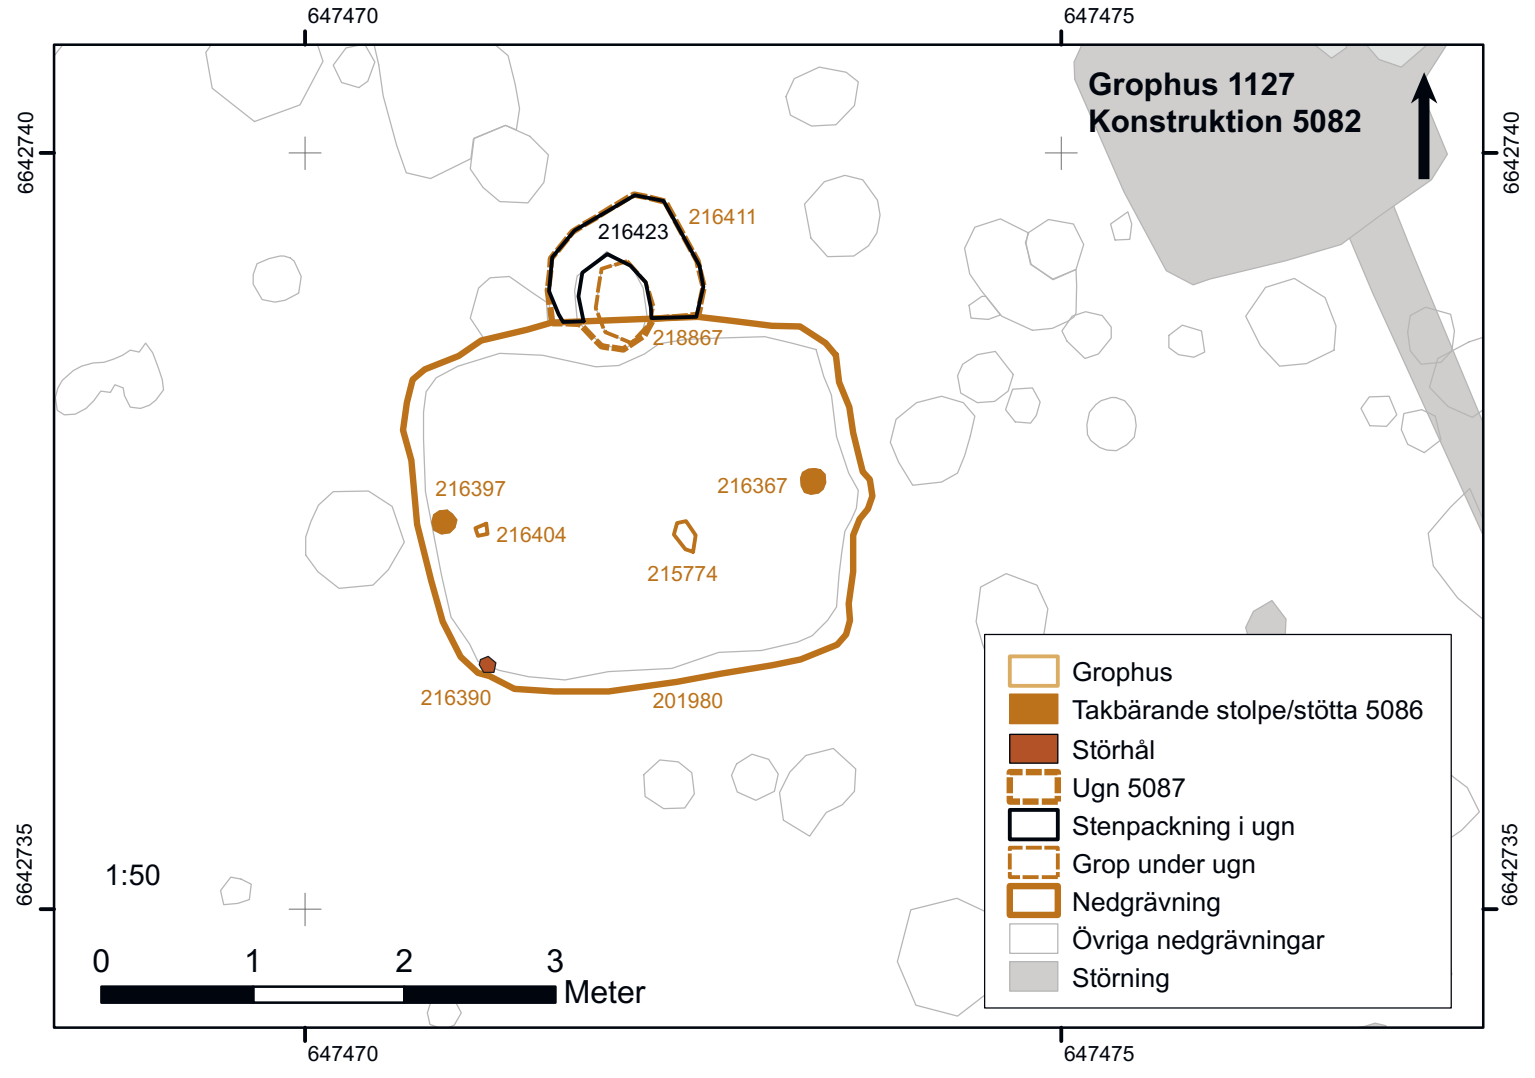 647470
647475
Grophus 1127
Konstruktion 5082
6642740
6642740
216411
216423
218867
216397
216367
216404
215774
216390
201980
Grophus
Takbärande stolpe/stötta 5086
Störhål
Ugn 5087
Stenpackning i ugn
Grop under ugn
Nedgrävning
Övriga nedgrävningar
Störning
6642735
6642735
1:50
0 1 2 3
Meter
647470
647475